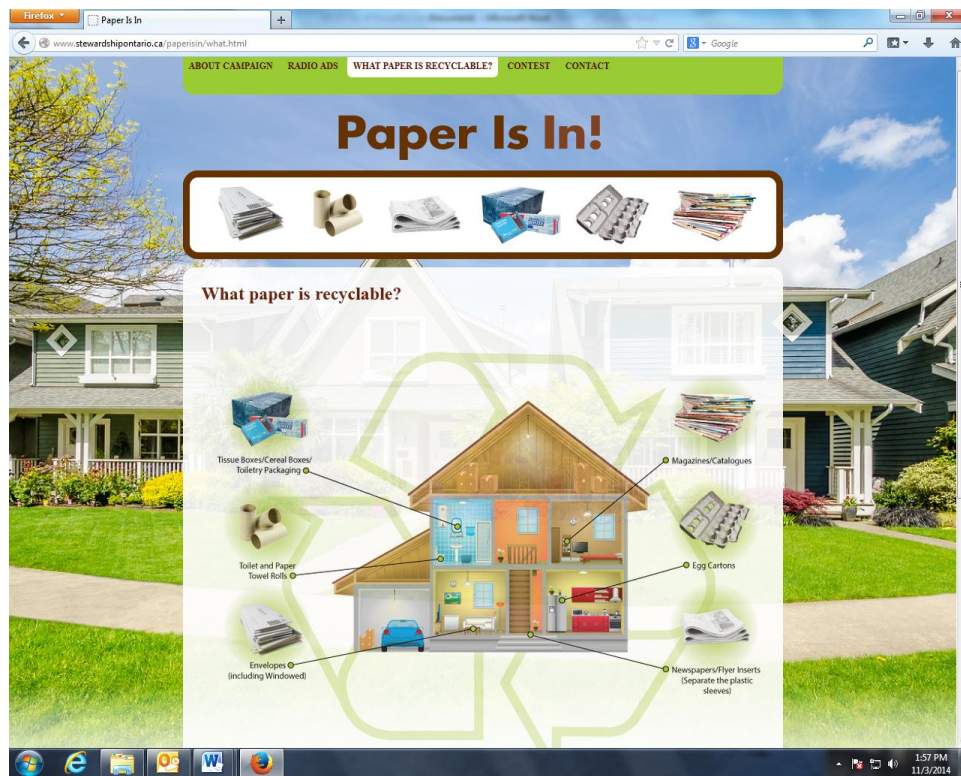 Firefox
Paper Is In
www.stewardshipontario.ca/paperisin/what.html
Google
ABOUT CAMPAIGN RADIO ADS WHAT PAPER IS RECYCLABLE? CONTEST CONTACT
Paper Is In!
What paper is recyclable?
Tissue Boxes/Cereal Boxes/
Toiletry Packaging
Magazines/Catalogues
Toilet and Paper
Towel Rolls
Egg Cartons
Envelopes
(including Windowed)
Newspapers/Flyer Inserts
(Separate the plastic
sleeves)
1:57 PM
11/3/2014